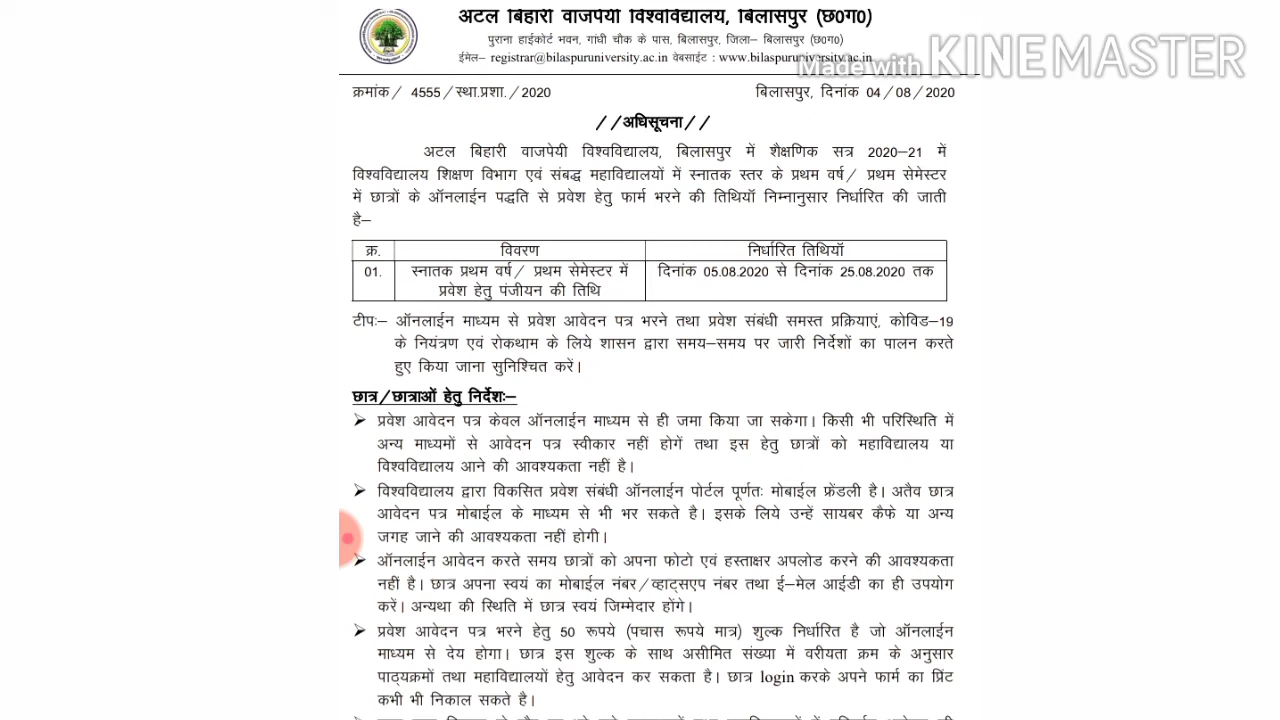 अटल बिहारी वाजपेयी विश्वविद्यालय, बिलासपुर (छ0ग0)
पुराना हाईकोर्ट भवन, गांधी चौक के पास, बिलासपुर, जिला– बिलासपुर (छ0ग0)
ईमेल– registrar@bilaspuruniversity.ac.in वेबसाईट : www.bilaspuruniversity.ac.in
Made with KINEMASTER
क्रमांक/ 4555/स्था.प्रशा./2020 बिलासपुर, दिनांक 04/08/2020
//अधिसूचना//
अटल बिहारी वाजपेयी विश्वविद्यालय, बिलासपुर में शैक्षणिक सत्र 2020–21 में
विश्वविद्यालय शिक्षण विभाग एवं संबद्ध महाविद्यालयों में स्नातक स्तर के प्रथम वर्ष/ प्रथम सेमेस्टर
में छात्रों के ऑनलाईन पद्धति से प्रवेश हेतु फार्म भरने की तिथियॉ निम्नानुसार निर्धारित की जाती
है–
क्र. विवरण निर्धारित तिथियॉ
01. स्नातक प्रथम वर्ष/ प्रथम सेमेस्टर में दिनांक 05.08.2020 से दिनांक 25.08.2020 तक
प्रवेश हेतु पंजीयन की तिथि
टीपः– ऑनलाईन माध्यम से प्रवेश आवेदन पत्र भरने तथा प्रवेश संबंधी समस्त प्रक्रियाएं, कोविड–19
के नियंत्रण एवं रोकथाम के लिये शासन द्वारा समय–समय पर जारी निर्देशों का पालन करते
हुए किया जाना सुनिश्चित करें।
छात्र/छात्राओं हेतु निर्देशः–
➢ प्रवेश आवेदन पत्र केवल ऑनलाईन माध्यम से ही जमा किया जा सकेगा। किसी भी परिस्थिति में
अन्य माध्यमों से आवेदन पत्र स्वीकार नहीं होगें तथा इस हेतु छात्रों को महाविद्यालय या
विश्वविद्यालय आने की आवश्यकता नहीं है।
➢ विश्वविद्यालय द्वारा विकसित प्रवेश संबंधी ऑनलाईन पोर्टल पूर्णतः मोबाईल फ्रेंडली है। अतैव छात्र
आवेदन पत्र मोबाईल के माध्यम से भी भर सकते है। इसके लिये उन्हें सायबर कैफे या अन्य
जगह जाने की आवश्यकता नहीं होगी।
➢ ऑनलाईन आवेदन करते समय छात्रों को अपना फोटो एवं हस्ताक्षर अपलोड करने की आवश्यकता
नहीं है। छात्र अपना स्वयं का मोबाईल नंबर/व्हाट्सएप नंबर तथा ई–मेल आईडी का ही उपयोग
करें। अन्यथा की स्थिति में छात्र स्वयं जिम्मेदार होंगे।
➢ प्रवेश आवेदन पत्र भरने हेतु 50 रूपये (पचास रूपये मात्र) शुल्क निर्धारित है जो ऑनलाईन
माध्यम से देय होगा। छात्र इस शुल्क के साथ असीमित संख्या में वरीयता क्रम के अनुसार
पाठ्यक्रमों तथा महाविद्यालयों हेतु आवेदन कर सकता है। छात्र login करके अपने फार्म का प्रिंट
कभी भी निकाल सकते है।